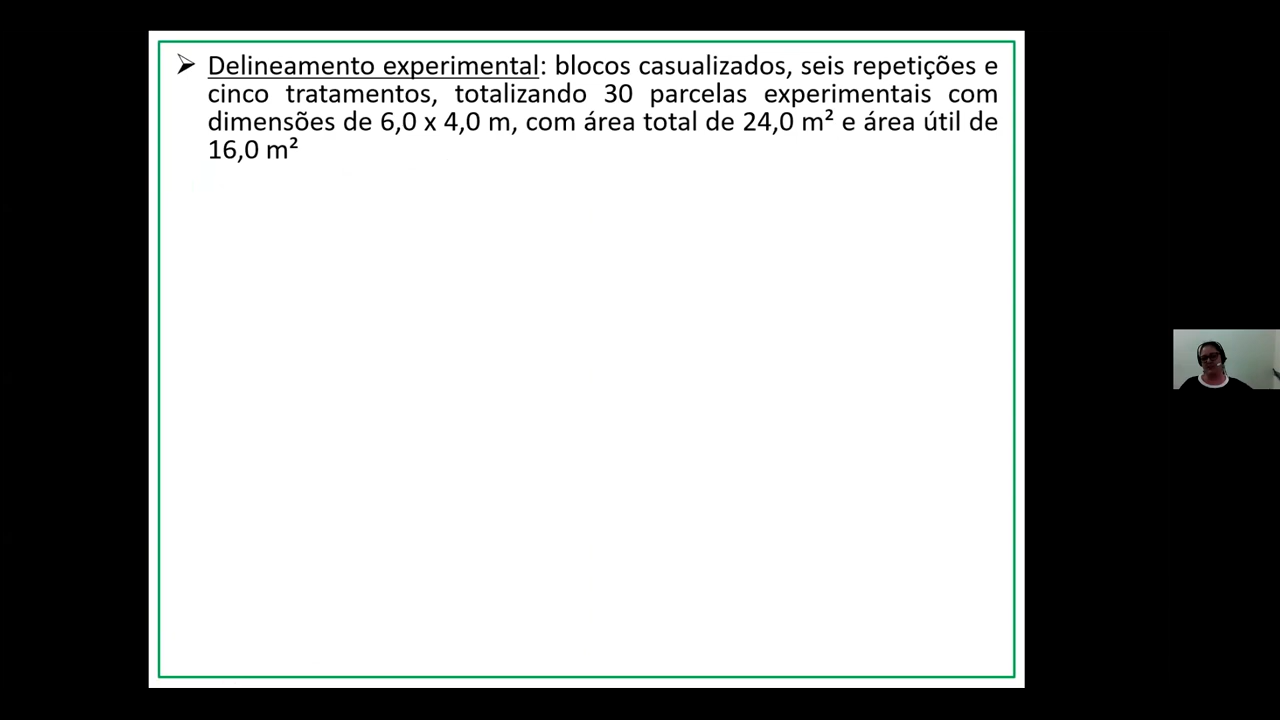 Delineamento experimental: blocos casualizados, seis repetições e
cinco tratamentos, totalizando 30 parcelas experimentais com
dimensões de 6,0 x 4,0 m, com área total de 24,0 m² e área útil de
16,0 m²